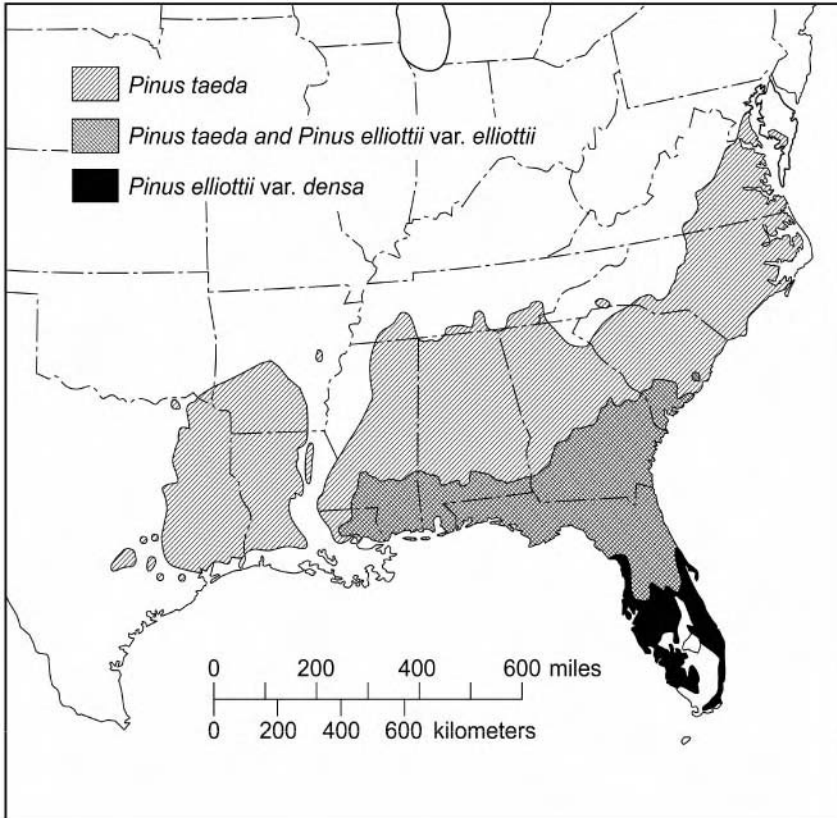 Pinus taeda
Pinus taeda and Pinus elliottii var. elliottii
Pinus elliottii var. densa
0 200 400 600 miles
0 200 400 600 kilometers